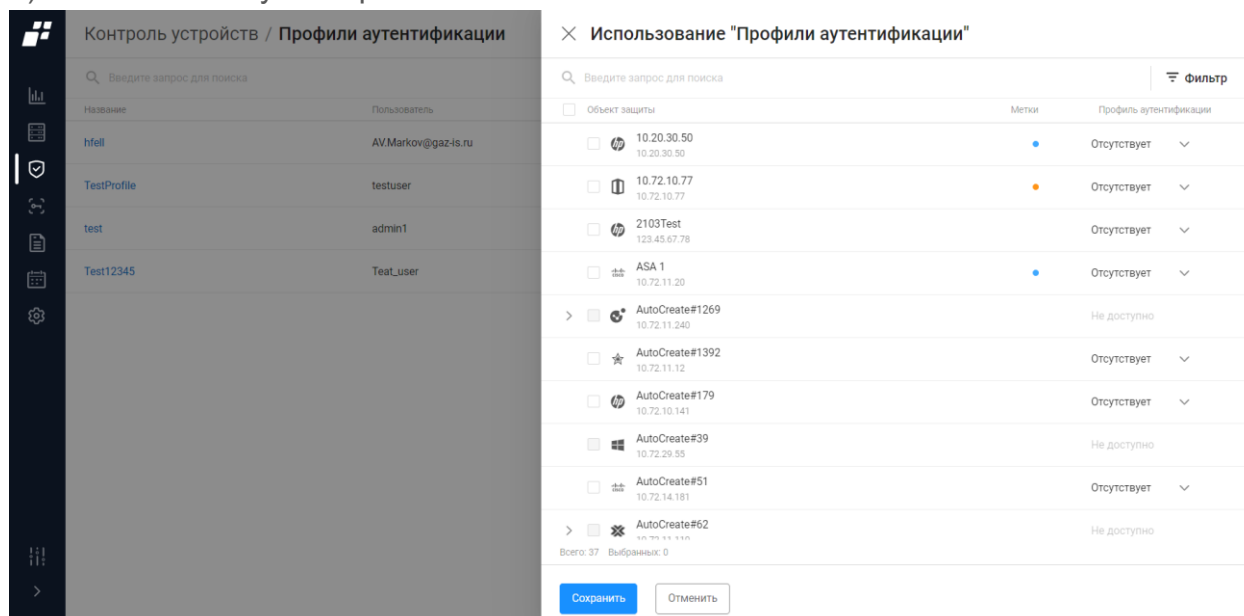 Контроль устройств / Профили аутентификации
Введите запрос для поиска
Название Пользователь
hfell AV.Markov@gaz-is.ru
TestProfile testuser
test admin1
Test12345 Teat_user
Использование "Профили аутентификации"
Введите запрос для поиска Фильтр
Объект защиты Метки Профиль аутентификации
10.20.30.50 Отсутствует
10.20.30.50
10.72.10.77 Отсутствует
10.72.10.77
2103Test Отсутствует
123.45.67.78
ASA 1 Отсутствует
10.72.11.20
AutoCreate#1269 Не доступно
10.72.11.240
AutoCreate#1392 Отсутствует
10.72.11.12
AutoCreate#179 Отсутствует
10.72.10.141
AutoCreate#39 Не доступно
10.72.29.55
AutoCreate#51 Отсутствует
10.72.14.181
AutoCreate#62 Не доступно
Всего: 37 Выбранных: 0
Сохранить Отменить